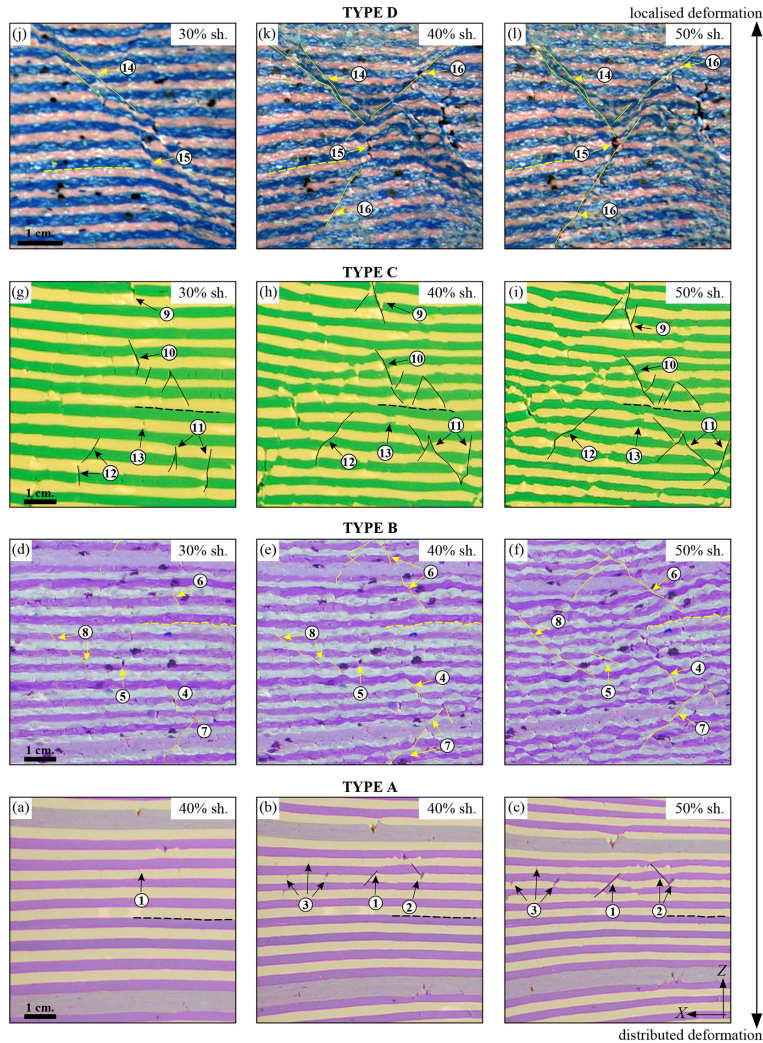 TYPE D
localised deformation
(j) 30% sh. (k) 40% sh. (l) 50% sh.
14 14 16 14 16
15 15 15
16 16
1 cm.
TYPE C
(g) 30% sh. (h) 40% sh. (i) 50% sh.
9 9 9
10 10 10
11 11 11
12 13 12 13 12 13
1 cm.
TYPE B
(d) 30% sh. (e) 40% sh. (f) 50% sh.
6 6 6
8 8 8
5 4 5 4 5 4
7 7 7
1 cm.
TYPE A
(a) 40% sh. (b) 40% sh. (c) 50% sh.
1 3 1 2 3 1 2
1 cm.
Z
X
distributed deformation